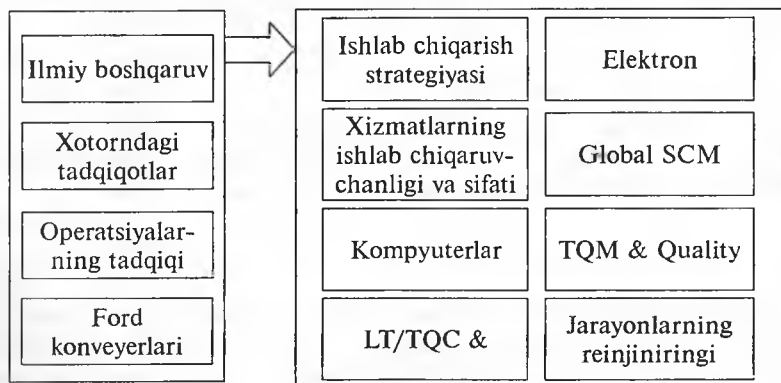 Ilmiy boshqaruv
Xotorndagi
tadqiqotlar
Operatsiyalar-
ning tadqiqi
Ford
konveyerlari
Ishlab chiqarish
strategiyasi
Xizmatlarning
ishlab chiqaruv-
chanligi va sifati
Kompyuterlar
LT/TQC &
Elektron
Global SCM
TQM & Quality
Jarayonlarning
reinjiniringi